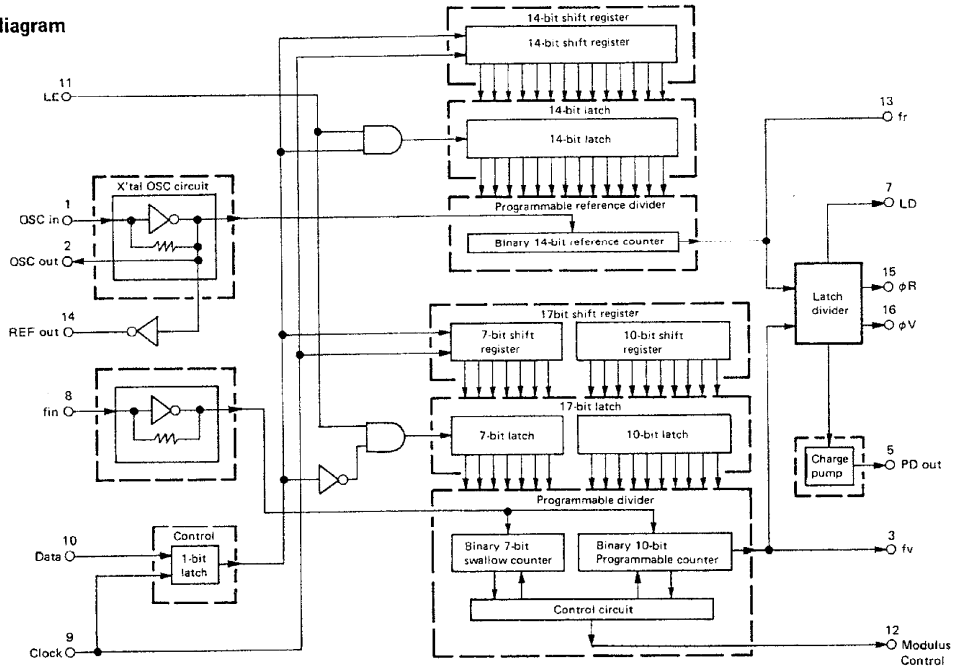 diagram
14-bit shift register
14-bit shift register
11
LE
14-bit latch
14-bit latch
13
fr
X'tal OSC circuit
1
OSC in
2
OSC out
14
REF out
Programmable reference divider
Binary 14-bit reference counter
7
LD
Latch
divider
15
φR
16
φV
17bit shift register
7-bit shift
register
10-bit shift
register
8
fin
17-bit latch
7-bit latch
10-bit latch
Charge
pump
5
PD out
Programmable divider
Binary 7-bit
swallow counter
Binary 10-bit
Programmable counter
3
fv
Control circuit
10
Data
Control
1-bit
latch
9
Clock
12
Modulus
Control